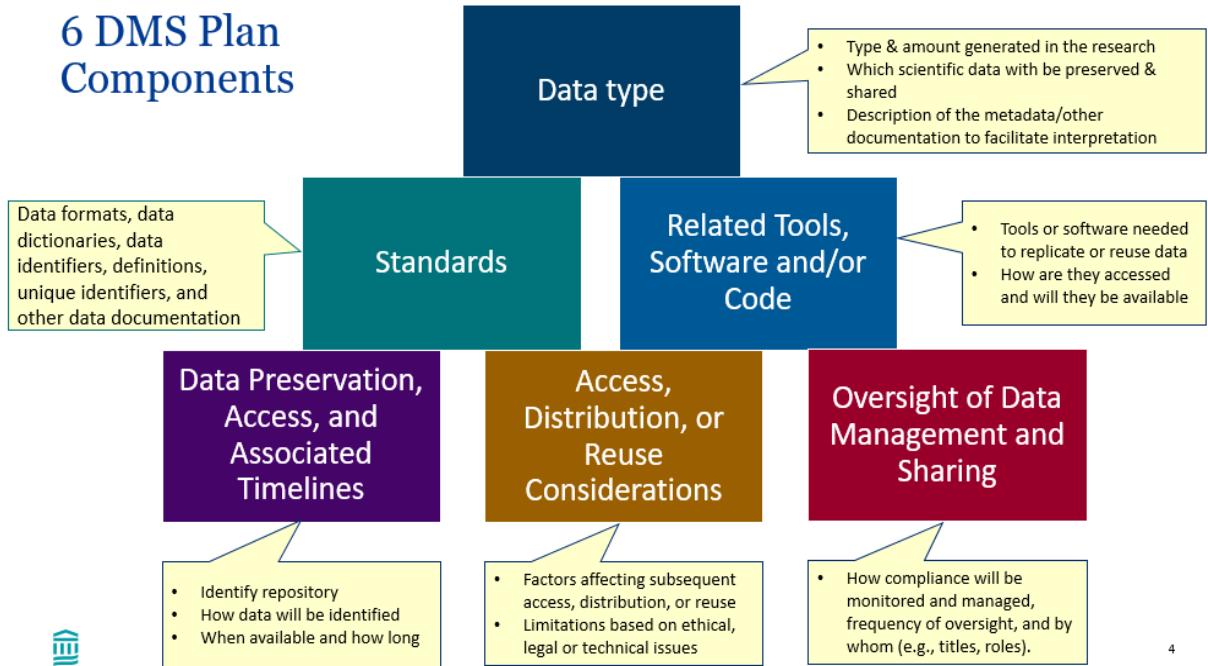 6 DMS Plan
Components
Data type
• Type & amount generated in the research
• Which scientific data with be preserved &
shared
• Description of the metadata/other
documentation to facilitate interpretation
Data formats, data
dictionaries, data
identifiers, definitions,
unique identifiers, and
other data documentation
Standards
Related Tools,
Software and/or
Code
• Tools or software needed
to replicate or reuse data
• How are they accessed
and will they be available
Data Preservation,
Access, and
Associated
Timelines
Access,
Distribution, or
Reuse
Considerations
Oversight of Data
Management and
Sharing
• Identify repository
• How data will be identified
• When available and how long
• Factors affecting subsequent
access, distribution, or reuse
• Limitations based on ethical,
legal or technical issues
• How compliance will be
monitored and managed,
frequency of oversight, and by
whom (e.g., titles, roles).
4